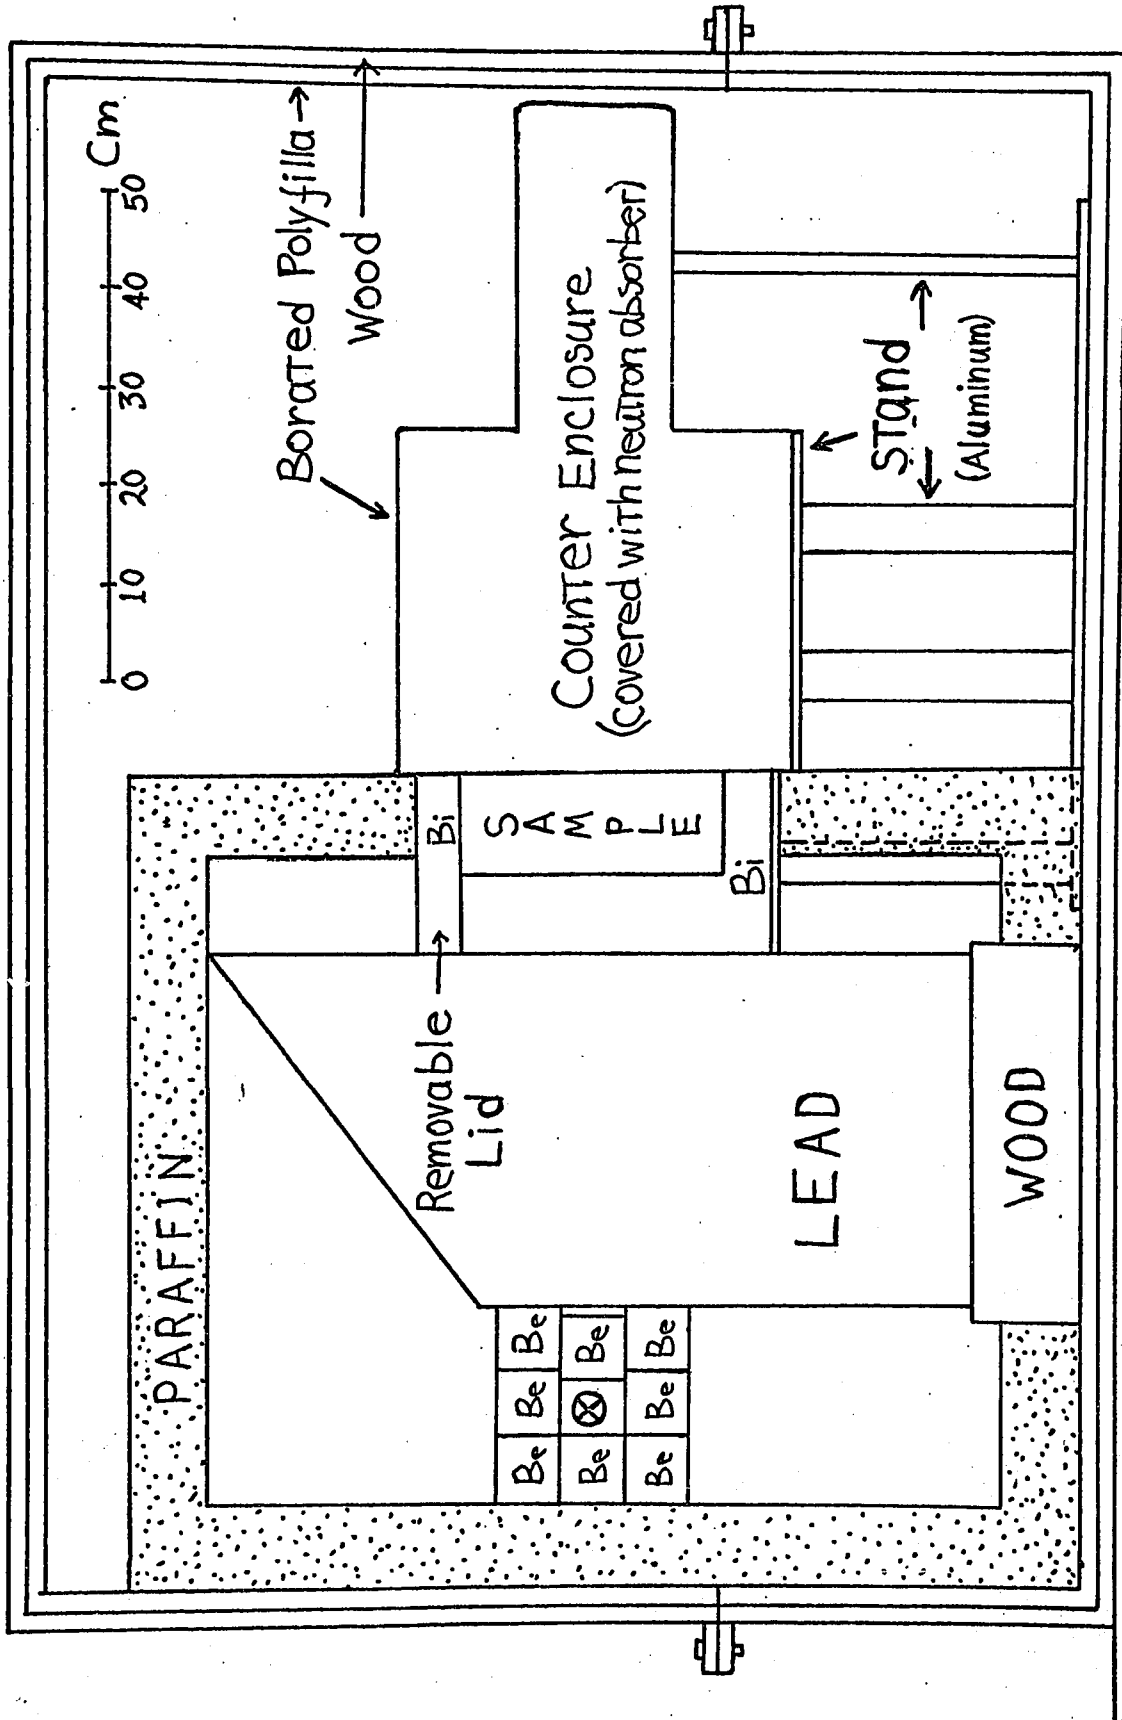 PARAFFIN
0 10 20 30 40 50 Cm
Borated Polyfilla
Wood
Removable
Lid
Bi
SAMPLE
Bi
Counter Enclosure
(covered with neutron absorber)
Be Be Be
Be Be
Be Be Be
LEAD
Stand
(Aluminum)
WOOD